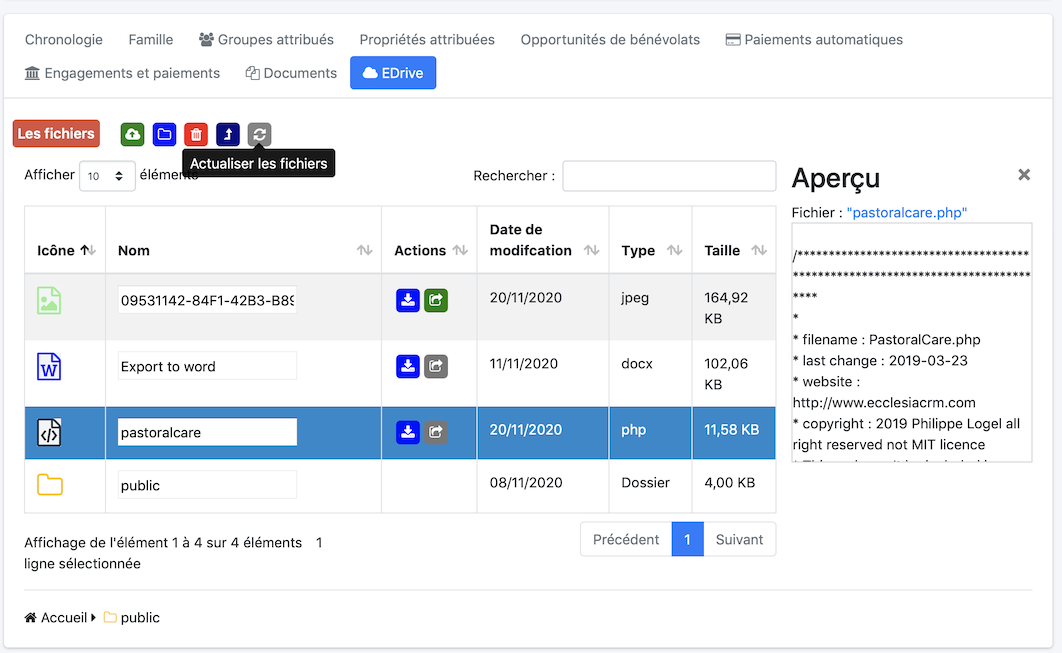 Chronologie Famille Groupes attribués Propriétés attribuées Opportunités de bénévolats Paiements automatiques
Engagements et paiements Documents EDrive
Les fichiers
Actualiser les fichiers
Afficher 10 éléments
Rechercher :
Icône Nom Actions Date de modifcation Type Taille
09531142-84F1-42B3-B89 20/11/2020 jpeg 164,92 KB
Export to word 11/11/2020 docx 102,06 KB
pastoralcare 20/11/2020 php 11,58 KB
public 08/11/2020 Dossier 4,00 KB
Affichage de l'élément 1 à 4 sur 4 éléments 1
ligne sélectionnée
Précédent 1 Suivant
Accueil public
Aperçu
Fichier : "pastoralcare.php"
/************************************
*************************************
****
*
* filename : PastoralCare.php
* last change : 2019-03-23
* website :
http://www.ecclesiacrm.com
* copyright : 2019 Philippe Logel all
right reserved not MIT licence